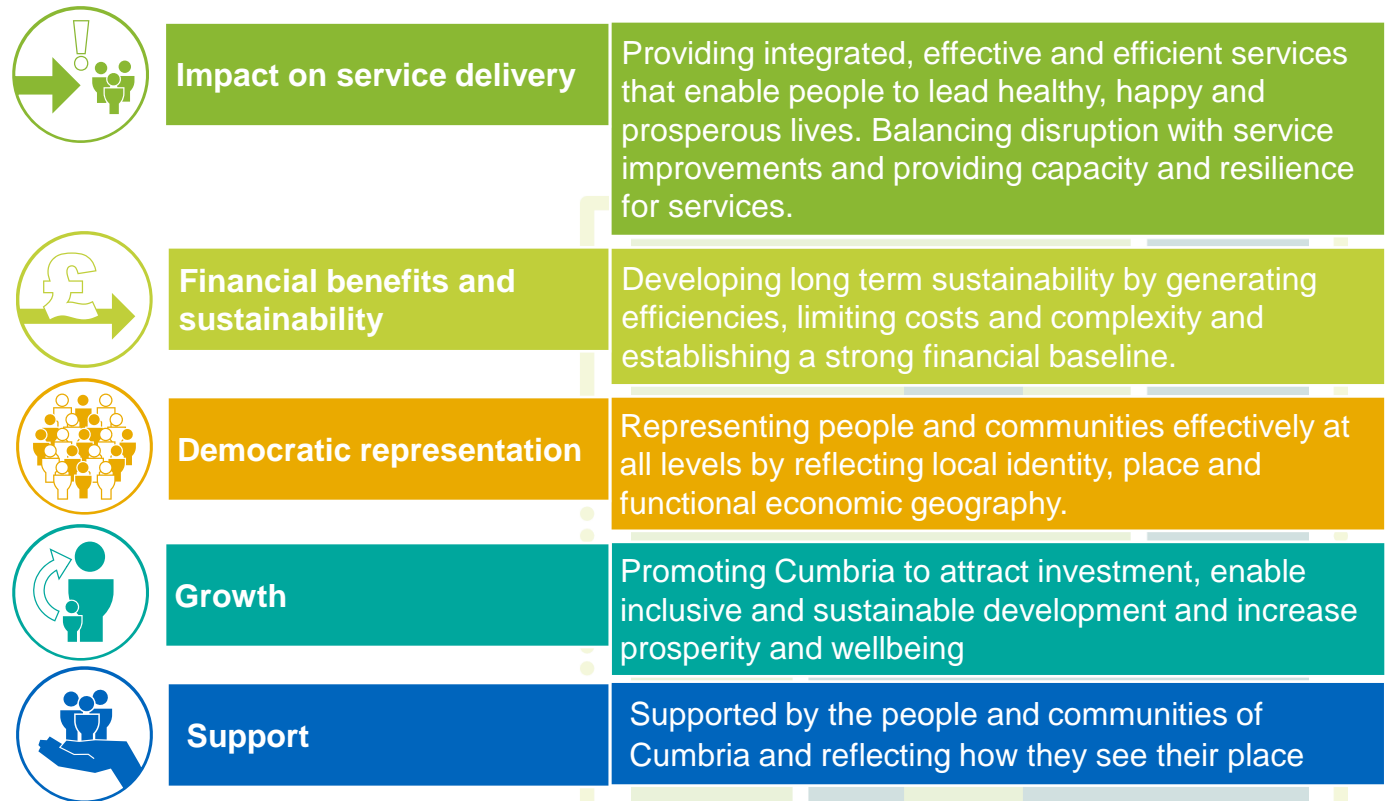 Impact on service delivery
Providing integrated, effective and efficient services
that enable people to lead healthy, happy and
prosperous lives. Balancing disruption with service
improvements and providing capacity and resilience
for services.
Financial benefits and
sustainability
Developing long term sustainability by generating
efficiencies, limiting costs and complexity and
establishing a strong financial baseline.
Democratic representation
Representing people and communities effectively at
all levels by reflecting local identity, place and
functional economic geography.
Growth
Promoting Cumbria to attract investment, enable
inclusive and sustainable development and increase
prosperity and wellbeing
Support
Supported by the people and communities of
Cumbria and reflecting how they see their place